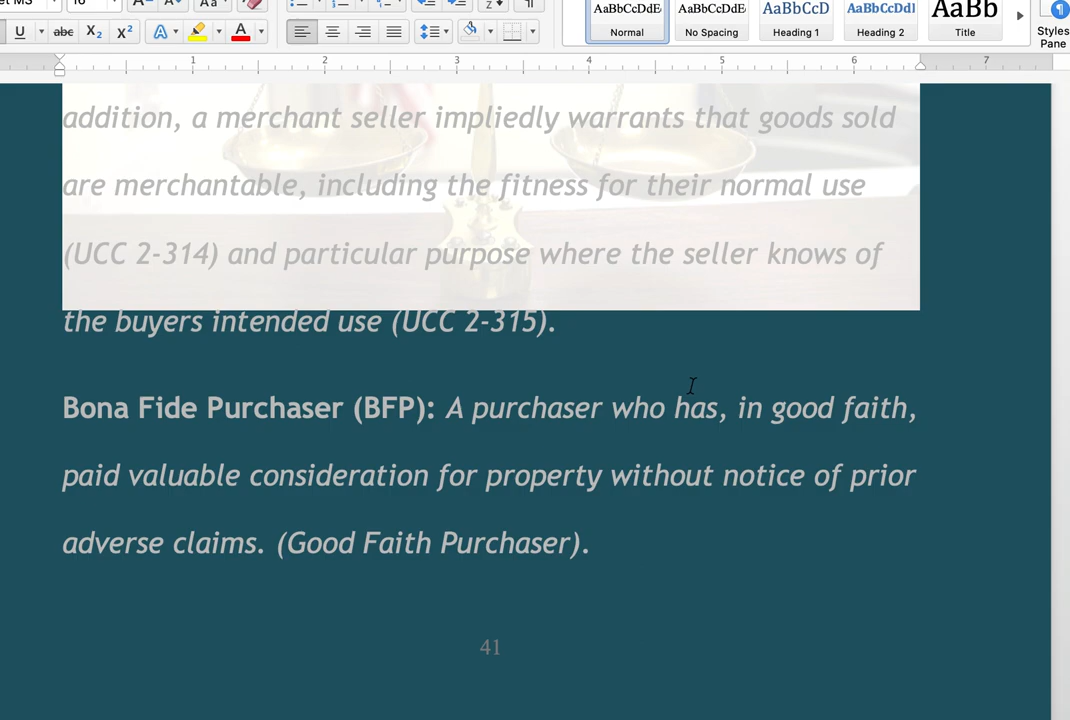 U abc X₂ X² A A
AaBbCcDdE AaBbCcDdE AaBbCcD AaBbCcDdI AaBb
Normal No Spacing Heading 1 Heading 2 Title
Styles
Pane
1 2 3 4 5 6 7
addition, a merchant seller impliedly warrants that goods sold
are merchantable, including the fitness for their normal use
(UCC 2-314) and particular purpose where the seller knows of
the buyers intended use (UCC 2-315).
Bona Fide Purchaser (BFP): A purchaser who has, in good faith,
paid valuable consideration for property without notice of prior
adverse claims. (Good Faith Purchaser).
41